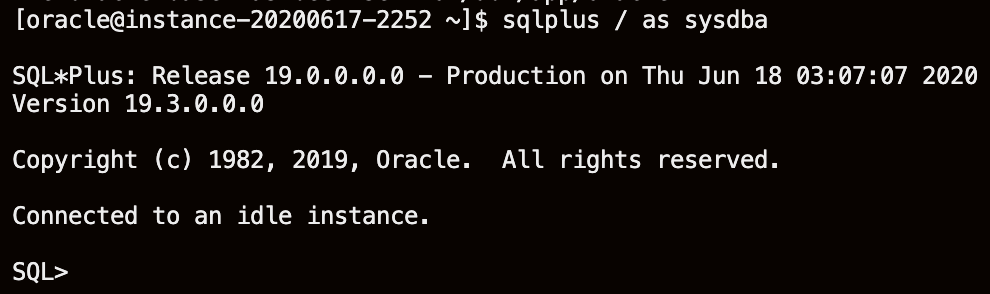 [oracle@instance-20200617-2252 ~]$ sqlplus / as sysdba
SQL*Plus: Release 19.0.0.0.0 - Production on Thu Jun 18 03:07:07 2020
Version 19.3.0.0.0
Copyright (c) 1982, 2019, Oracle.  All rights reserved.
Connected to an idle instance.
SQL>